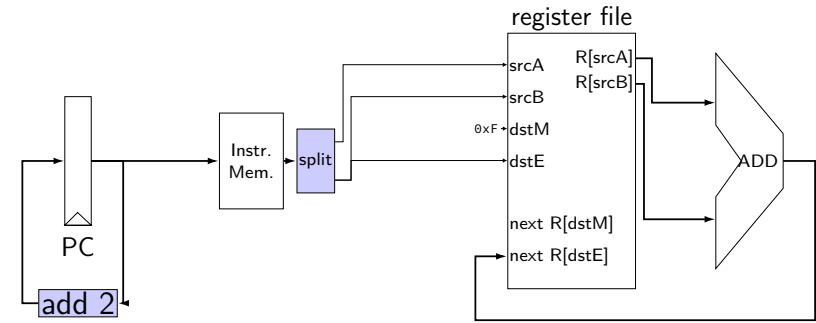 register file
srcA
R[srcA]
R[srcB]
srcB
0xF
dstM
Instr.
Mem.
split
dstE
ADD
next R[dstM]
PC
next R[dstE]
add 2